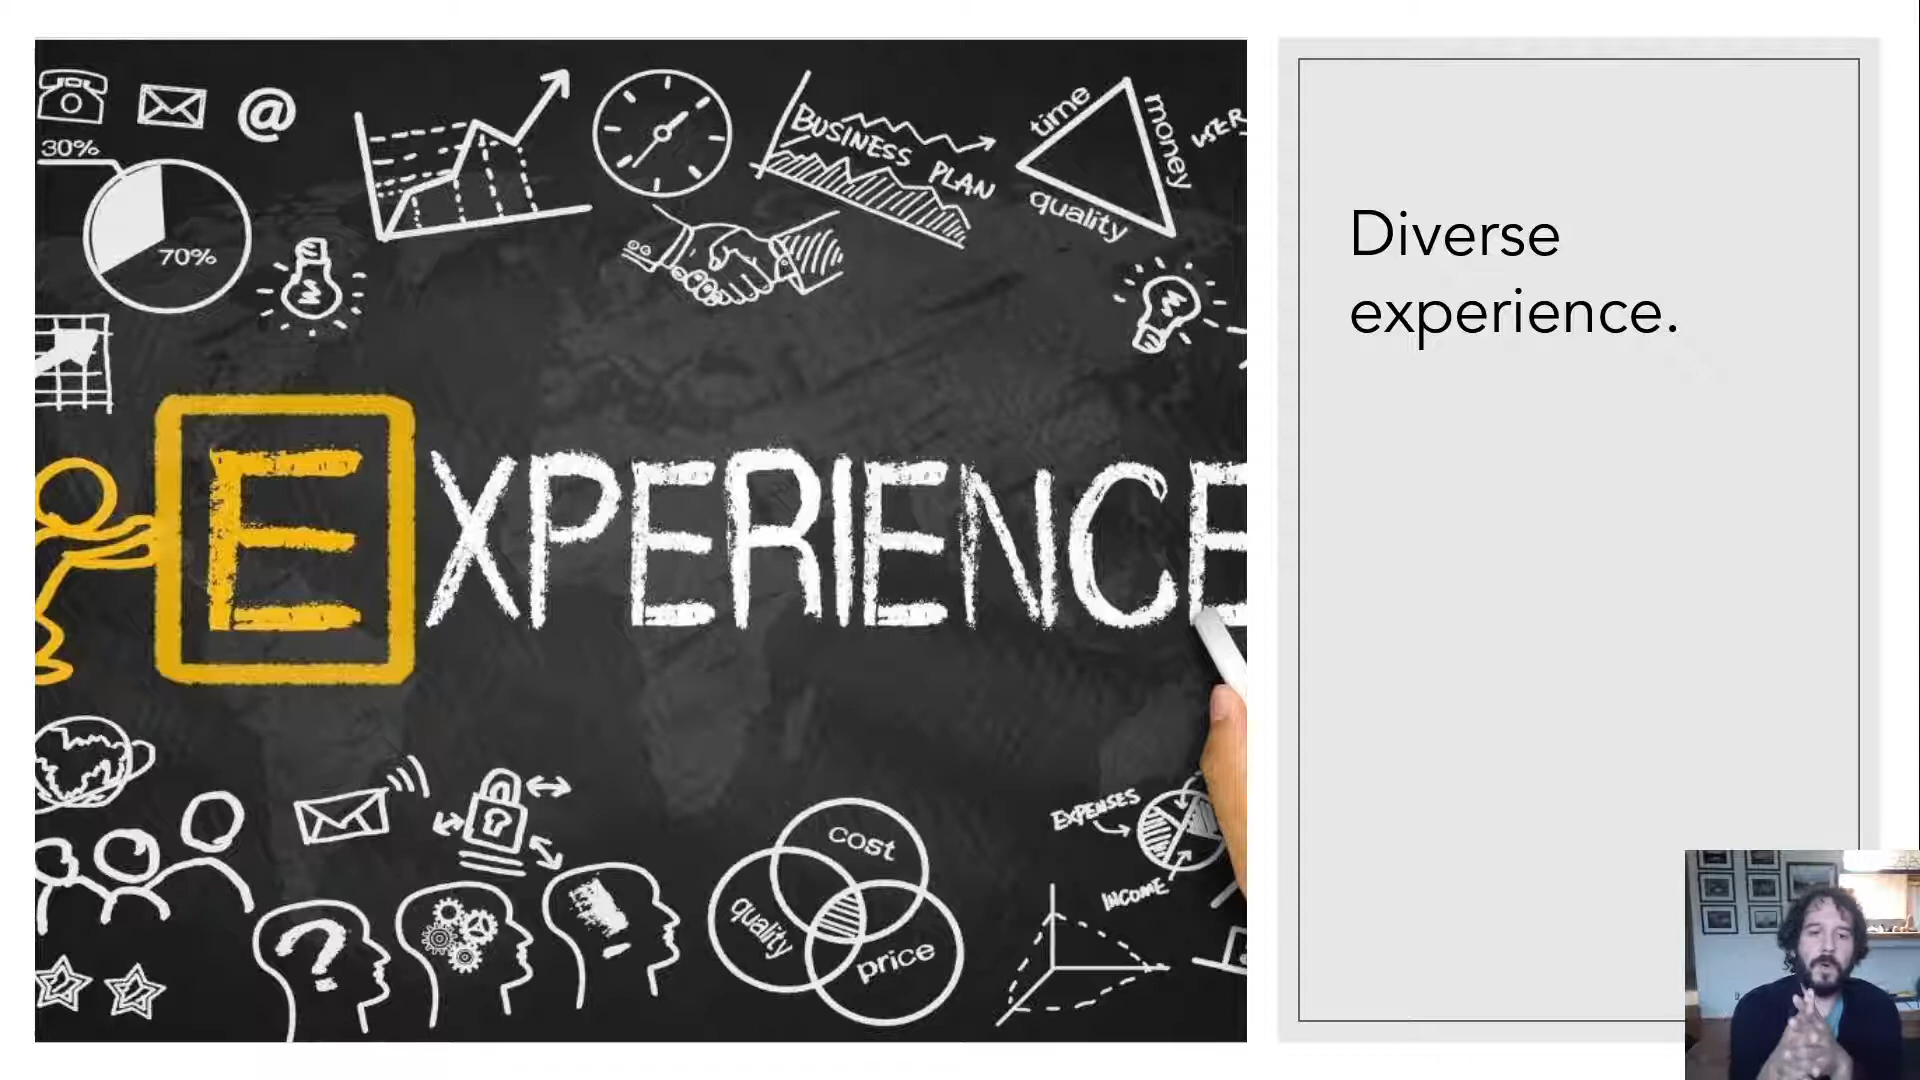 @
30%
70%
BUSINESS PLAN
time
money
quality
USER
EXPERIENCE
?
!
cost
quality
price
EXPENSES
INCOME
Diverse
experience.